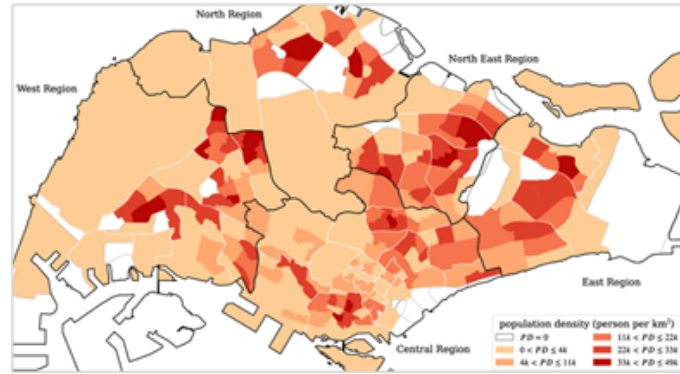 North Region
North East Region
West Region
East Region
population density (person per km²)
PD = 0
0 < PD ≤ 4k
4k < PD ≤ 11k
11k < PD ≤ 22k
22k < PD ≤ 33k
33k < PD ≤ 49k
Central Region